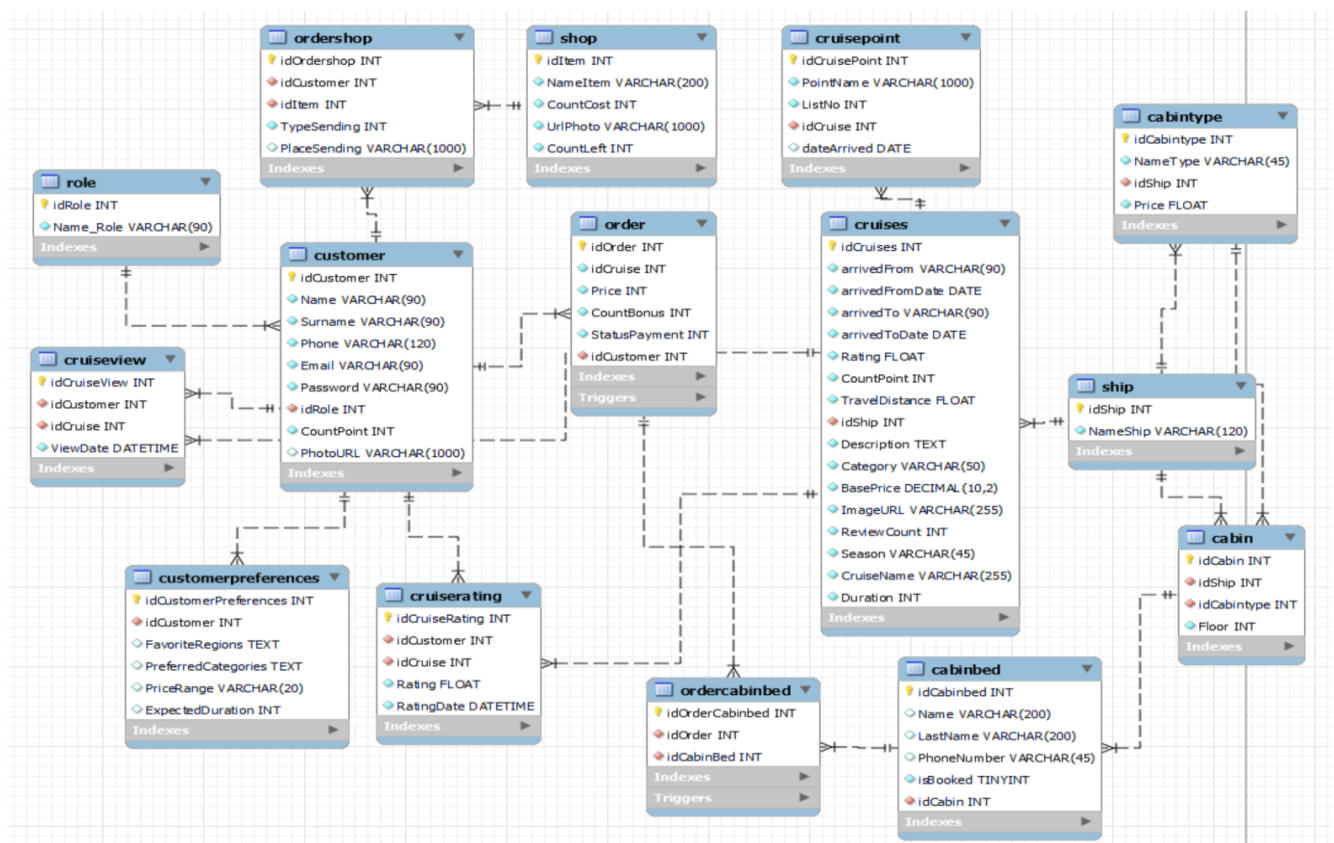 ordershop
idOrdershop INT
idCustomer INT
idItem INT
TypeSending INT
PlaceSending VARCHAR(1000)
Indexes
shop
idItem INT
NameItem VARCHAR(200)
CountCost INT
UrlPhoto VARCHAR(1000)
CountLeft INT
Indexes
cruisepoint
idCruisePoint INT
PointName VARCHAR(1000)
ListNo INT
idCruise INT
dateArrived DATE
Indexes
cabintype
idCabintype INT
NameType VARCHAR(45)
idShip INT
Price FLOAT
Indexes
role
idRole INT
Name_Role VARCHAR(90)
Indexes
customer
idCustomer INT
Name VARCHAR(90)
Surname VARCHAR(90)
Phone VARCHAR(120)
Email VARCHAR(90)
Password VARCHAR(90)
idRole INT
CountPoint INT
PhotoURL VARCHAR(1000)
Indexes
order
idOrder INT
idCruise INT
Price INT
CountBonus INT
StatusPayment INT
idCustomer INT
Indexes
Triggers
cruises
idCruises INT
arrivedFrom VARCHAR(90)
arrivedFromDate DATE
arrivedTo VARCHAR(90)
arrivedToDate DATE
Rating FLOAT
CountPoint INT
TravelDistance FLOAT
idShip INT
Description TEXT
Category VARCHAR(50)
BasePrice DECIMAL(10,2)
ImageURL VARCHAR(255)
ReviewCount INT
Season VARCHAR(45)
CruiseName VARCHAR(255)
Duration INT
Indexes
cruiseview
idCruiseView INT
idCustomer INT
idCruise INT
ViewDate DATETIME
Indexes
ship
idShip INT
NameShip VARCHAR(120)
Indexes
cabin
idCabin INT
idShip INT
idCabintype INT
Floor INT
Indexes
customerpreferences
idCustomerPreferences INT
idCustomer INT
FavoriteRegions TEXT
PreferredCategories TEXT
PriceRange VARCHAR(20)
ExpectedDuration INT
Indexes
cruiserating
idCruiseRating INT
idCustomer INT
idCruise INT
Rating FLOAT
RatingDate DATETIME
Indexes
ordercabinbed
idOrderCabinbed INT
idOrder INT
idCabinBed INT
Indexes
Triggers
cabinbed
idCabinbed INT
Name VARCHAR(200)
LastName VARCHAR(200)
PhoneNumber VARCHAR(45)
isBooked TINYINT
idCabin INT
Indexes